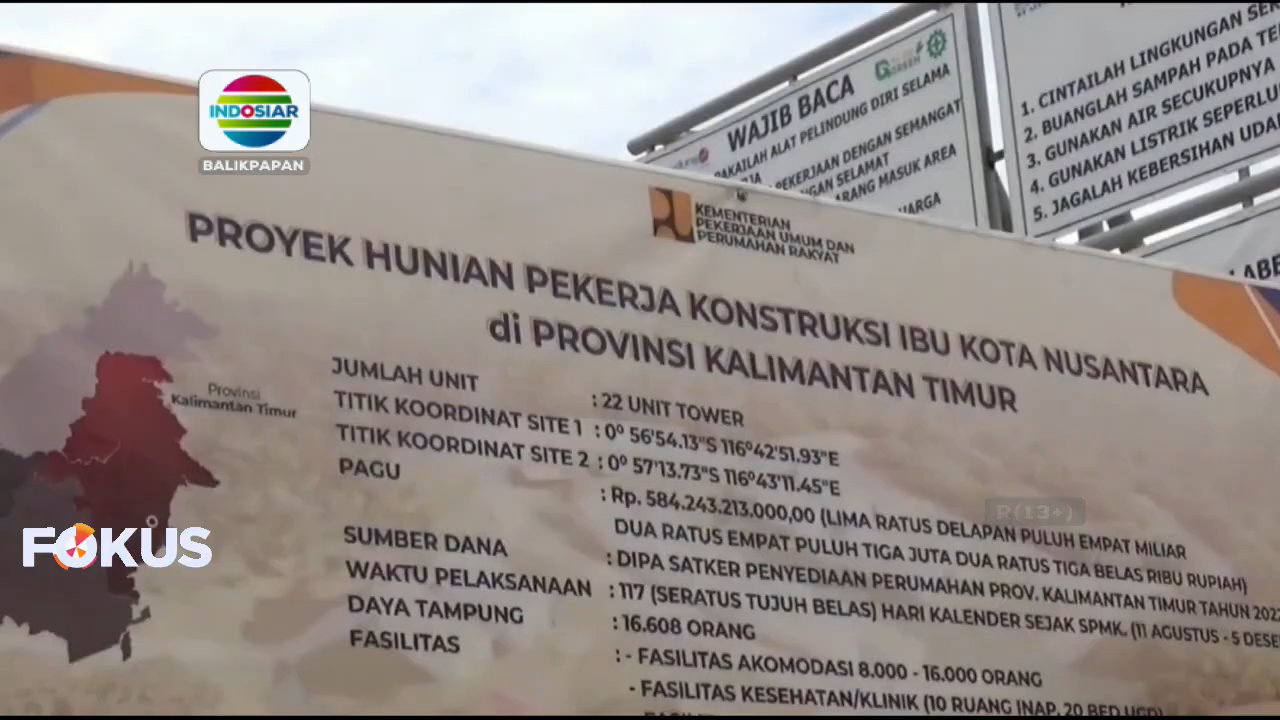 INDOSIAR
BALIKPAPAN
GREEN
WAJIB BACA
ALAT PELINDUNG DIRI SELAMA
PEKERJAAN DENGAN SEMANGAT
SELAMAT
MASUK AREA
1. CINTAILAH LINGKUNGAN
2. BUANGLAH SAMPAH PADA
3. GUNAKAN AIR SECUKUPNYA
4. GUNAKAN LISTRIK
5. JAGALAH KEBERSIHAN
KEMENTERIAN
PEKERJAAN UMUM DAN
PERUMAHAN RAKYAT
PROYEK HUNIAN PEKERJA KONSTRUKSI IBU KOTA NUSANTARA
di PROVINSI KALIMANTAN TIMUR
Provinsi
Kalimantan Timur
JUMLAH UNIT : 22 UNIT TOWER
TITIK KOORDINAT SITE 1 : 0° 56'54.13"S 116°42'51.93"E
TITIK KOORDINAT SITE 2 : 0° 57'13.73"S 116°43'11.45"E
PAGU : Rp. 584.243.213.000,00 (LIMA RATUS DELAPAN PULUH EMPAT MILIAR
DUA RATUS EMPAT PULUH TIGA JUTA DUA RATUS TIGA BELAS RIBU RUPIAH)
SUMBER DANA : DIPA SATKER PENYEDIAAN PERUMAHAN PROV. KALIMANTAN TIMUR TAHUN 2022
WAKTU PELAKSANAAN : 117 (SERATUS TUJUH BELAS) HARI KALENDER SEJAK SPMK. (11 AGUSTUS - 5 DESE
DAYA TAMPUNG : 16.608 ORANG
FASILITAS : - FASILITAS AKOMODASI 8.000 - 16.000 ORANG
- FASILITAS KESEHATAN/KLINIK (10 RUANG INAP, 20 BED UGD)
FOKUS
R(13+)